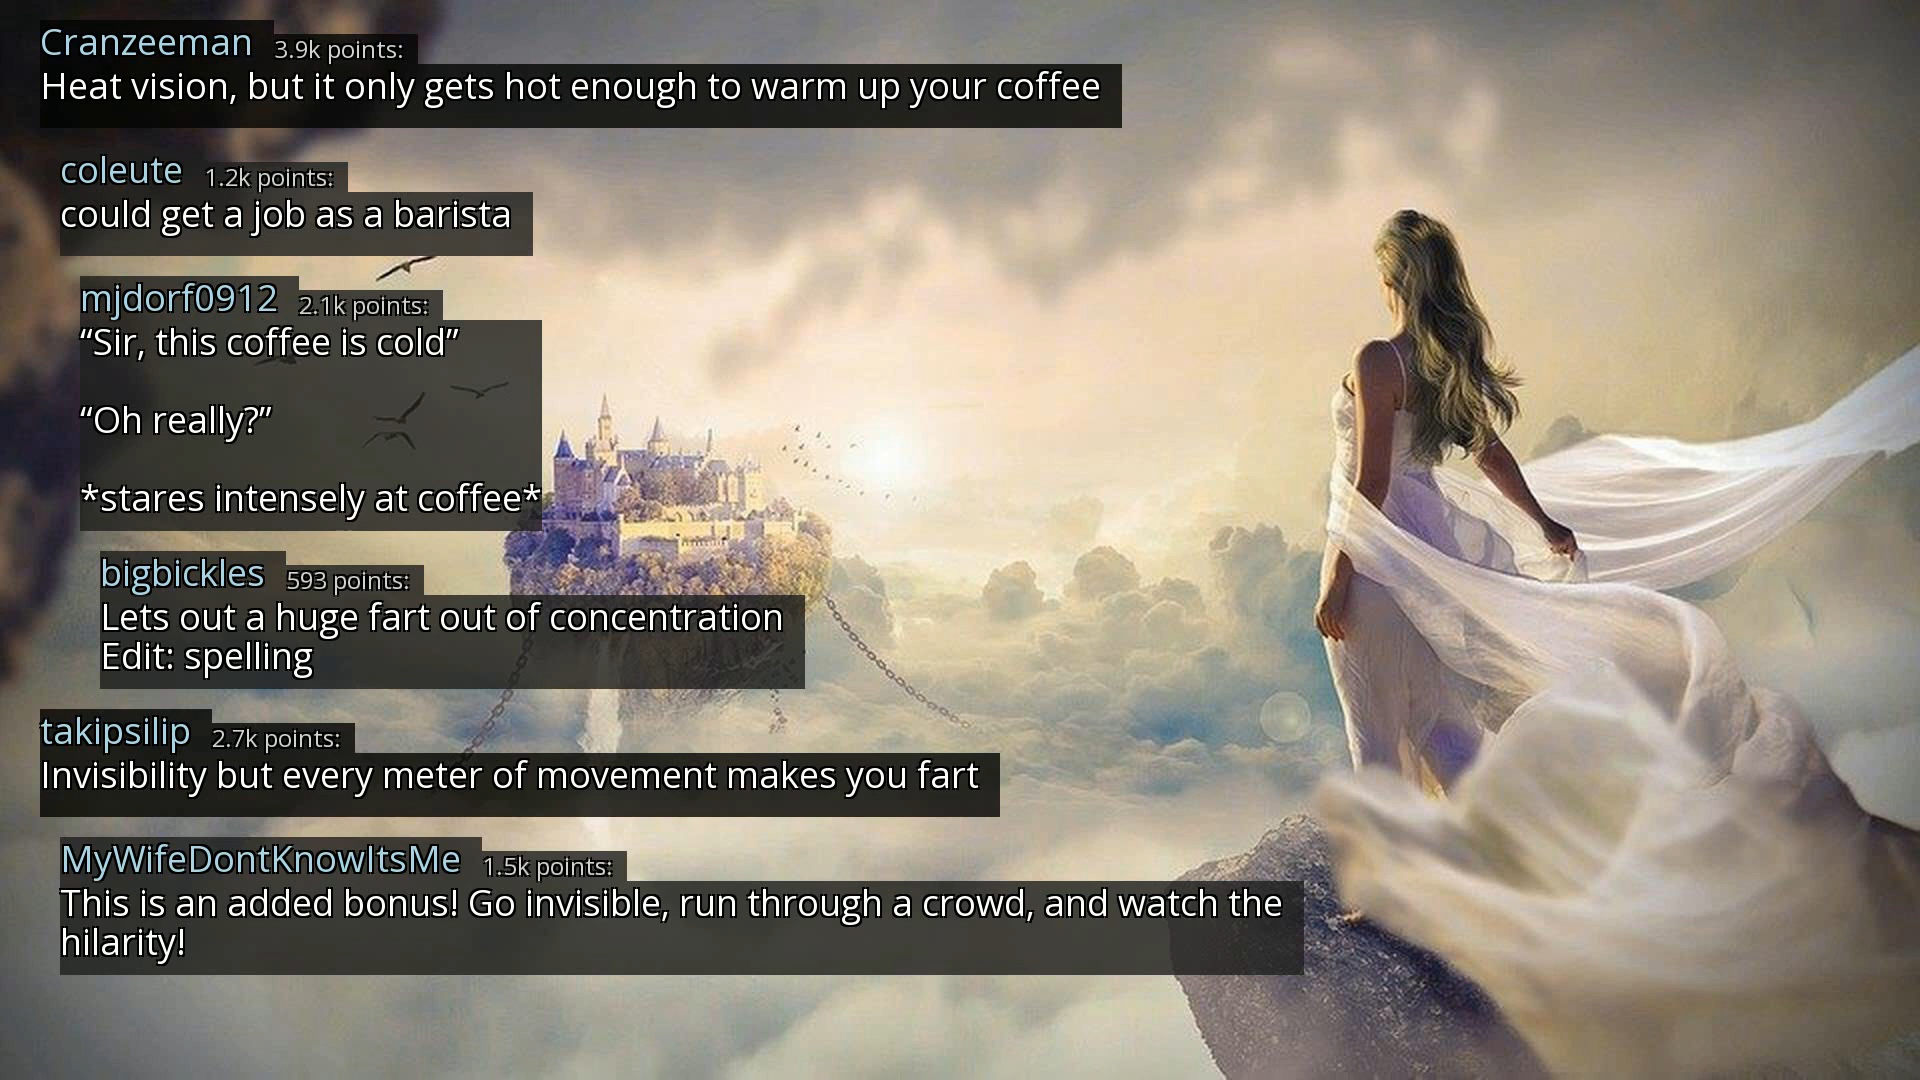 Cranzeeman 3.9k points:
Heat vision, but it only gets hot enough to warm up your coffee
coleute 1.2k points:
could get a job as a barista
mjdorf0912 2.1k points:
“Sir, this coffee is cold”
“Oh really?”
*stares intensely at coffee*
bigbickles 593 points:
Lets out a huge fart out of concentration
Edit: spelling
takipsilip 2.7k points:
Invisibility but every meter of movement makes you fart
MyWifeDontKnowItsMe 1.5k points:
This is an added bonus! Go invisible, run through a crowd, and watch the
hilarity!